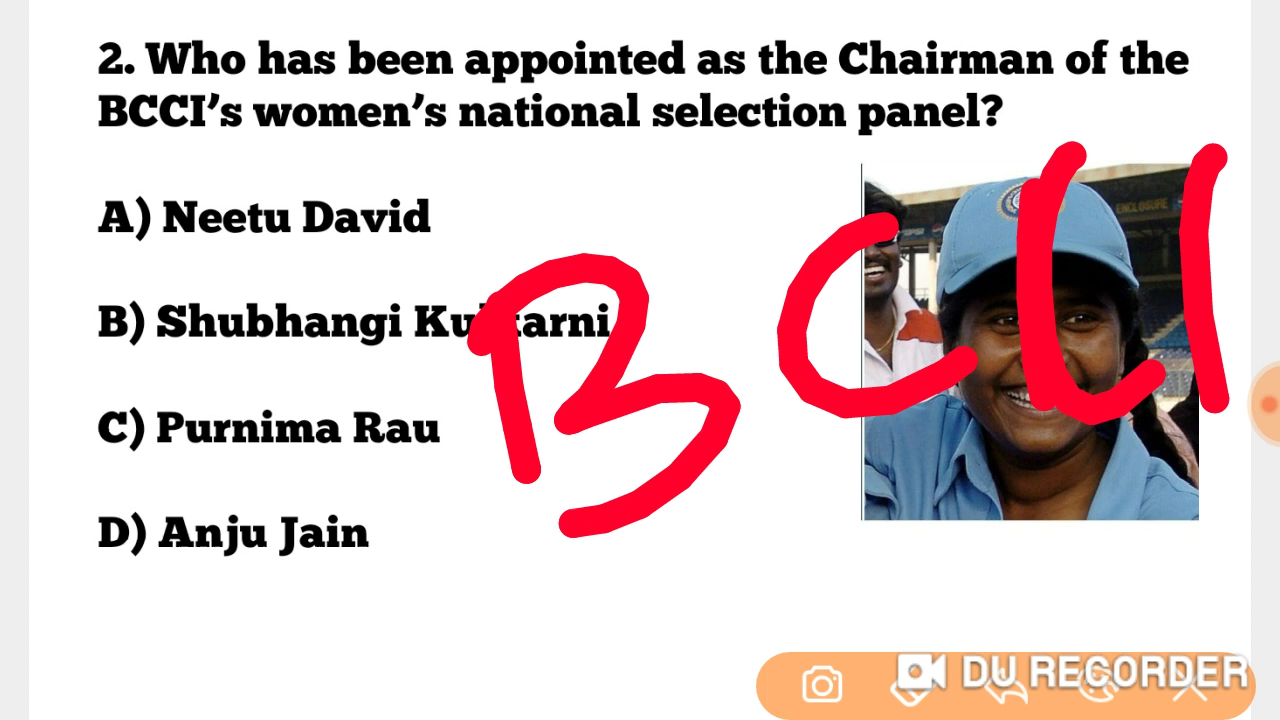 2. Who has been appointed as the Chairman of the
BCCI’s women’s national selection panel?
A) Neetu David
B) Shubhangi Kulkarni
C) Purnima Rau
D) Anju Jain
BCCI
ENCLOSURE
DU RECORDER